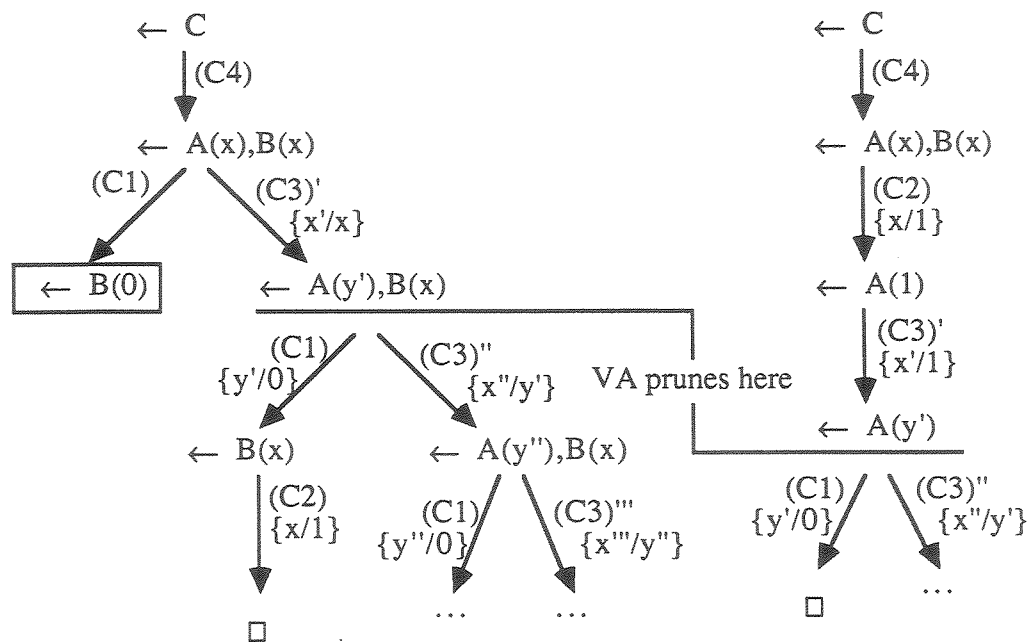 ← C
(C4)
← A(x),B(x)
(C1)
(C3)'
{x'/x}
← B(0)
← A(y'),B(x)
(C1)
{y'/0}
(C3)''
{x''/y'}
← B(x)
← A(y''),B(x)
(C2)
{x/1}
(C1)
{y''/0}
(C3)'''
{x'''/y''}
□
...
...
VA prunes here
← C
(C4)
← A(x),B(x)
(C2)
{x/1}
← A(1)
(C3)'
{x'/1}
← A(y')
(C1)
{y'/0}
(C3)''
{x''/y'}
□
...